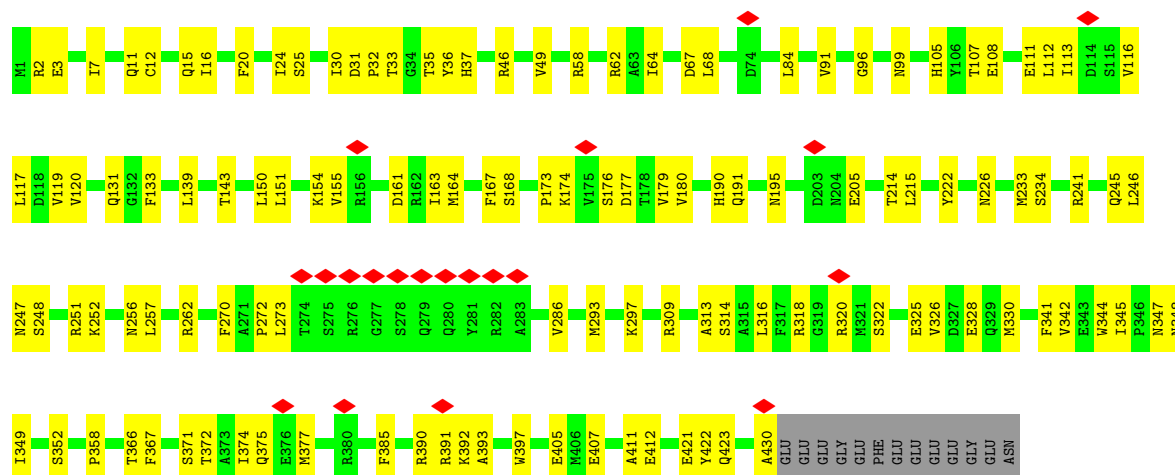 M1 R2 E3 I7 Q11 C12 Q15 I16 F20 I24 S25 I30 D31 P32 T33 G34 T35 Y36 H37 R46 V49 R58 R62 A63 I64 D67 L68 D74 L84 V91 G96 N99 H105 Y106 T107 E108 E111 L112 I113 D114 S115 V116
L117 D118 V119 V120 Q131 G132 F133 L139 T143 L150 L151 K154 V155 R156 D161 R162 I163 M164 F167 S168 P173 K174 V175 S176 D177 T178 V179 V180 H190 Q191 N195 D203 N204 E205 T214 L215 Y222 N226 M233 S234 R241 Q245 L246
N247 S248 R251 K252 N256 L257 R262 F270 A271 P272 L273 T274 S275 R276 G277 S278 Q279 Q280 Y281 R282 A283 V286 M293 K297 R309 A313 S314 A315 L316 F317 R318 G319 R320 M321 S322 E325 V326 D327 E328 Q329 M330 F341 V342 E343 W344 I345 P346 N347
I349 S352 P358 T366 F367 S371 T372 A373 I374 Q375 E376 M377 R380 F385 R390 R391 K392 A393 W397 E405 M406 E407 A411 E412 E421 Y422 Q423 A430 GLU GLU GLU GLY GLU PHE GLU GLU GLU GLU GLY GLU ASN